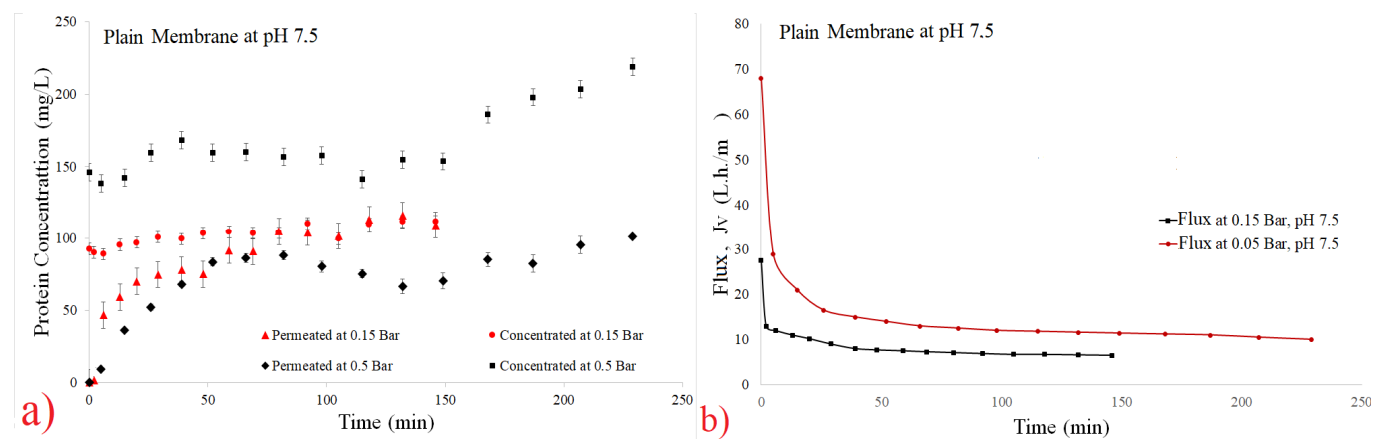 Plain Membrane at pH 7.5
Protein Concentration (mg/L)
250
200
150
100
50
0
Permeated at 0.15 Bar
Concentrated at 0.15 Bar
Permeated at 0.5 Bar
Concentrated at 0.5 Bar
0 50 100 150 200 250
Time (min)
a)
Plain Membrane at pH 7.5
Flux, Jv (L.h./m )
80
70
60
50
40
30
20
10
0
Flux at 0.15 Bar, pH 7.5
Flux at 0.05 Bar, pH 7.5
0 50 100 150 200 250
Time (min)
b)